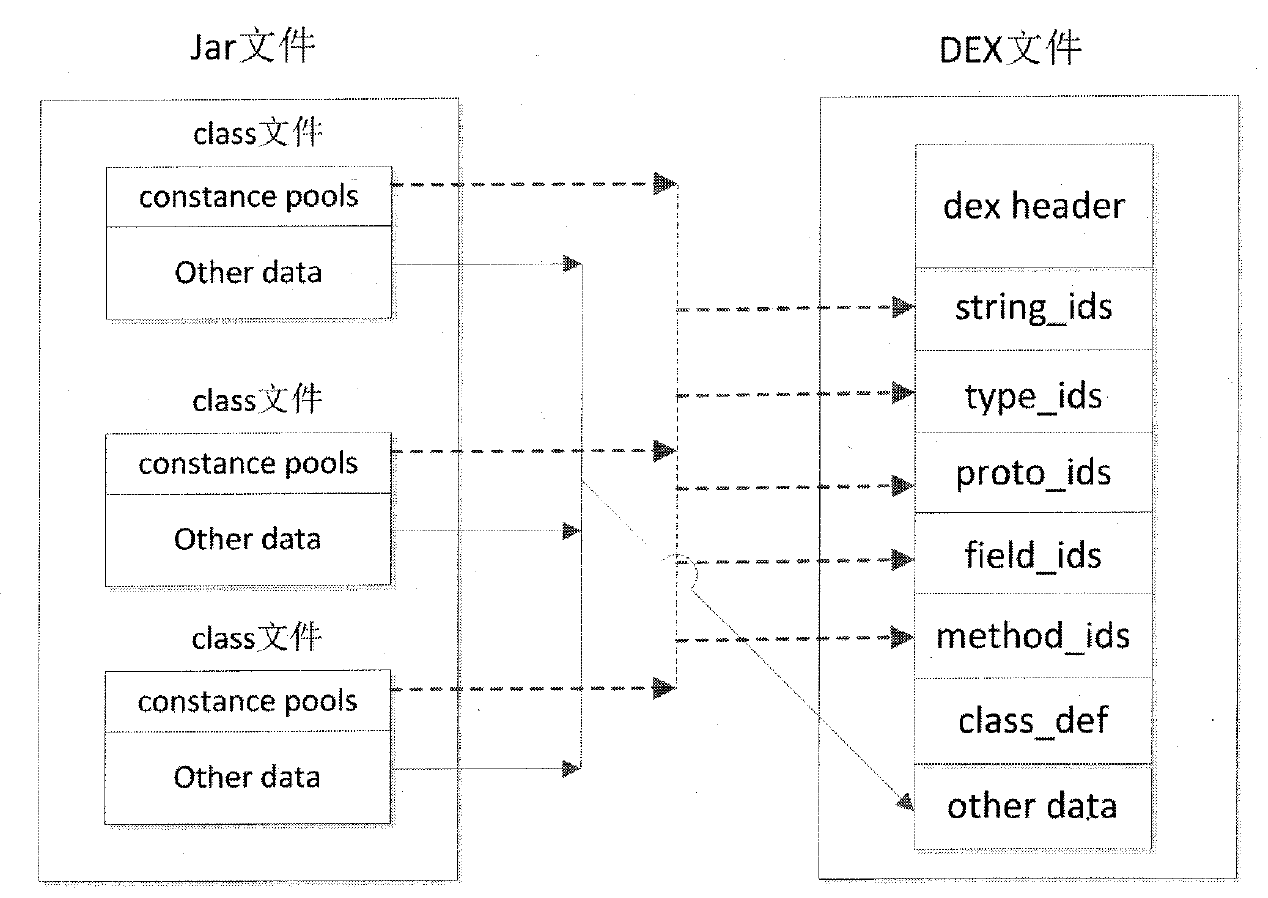 Jar文件
class文件
constance pools
Other data
class文件
constance pools
Other data
class文件
constance pools
Other data
DEX文件
dex header
string_ids
type_ids
proto_ids
field_ids
method_ids
class_def
other data